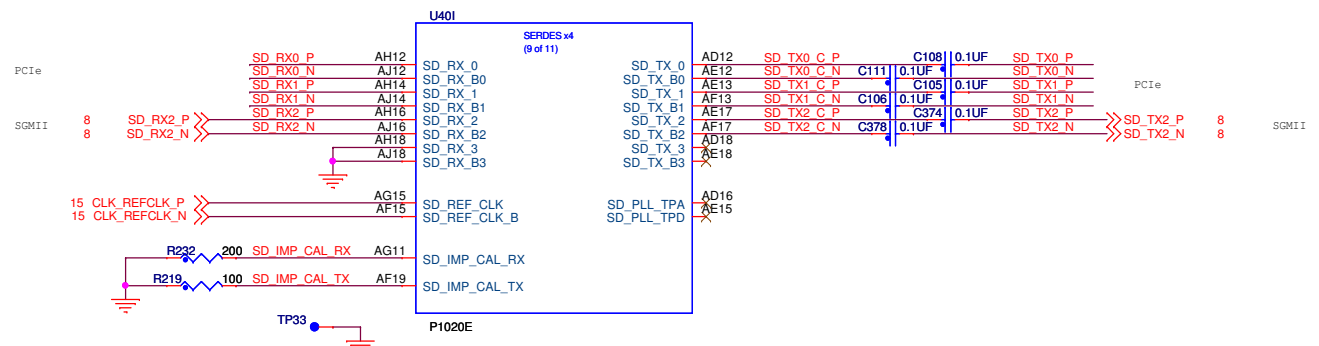 U40I
SERDES x4
(9 of 11)
SD_RX0_P AH12 SD_RX_0 SD_TX_0 AD12 SD_TX0_C_P C108 0.1UF SD_TX0_P
PCIe SD_RX0_N AJ12 SD_RX_B0 SD_TX_B0 AE12 SD_TX0_C_N C111 0.1UF SD_TX0_N
SD_RX1_P AH14 SD_RX_1 SD_TX_1 AE13 SD_TX1_C_P C105 0.1UF SD_TX1_P PCIe
SD_RX1_N AJ14 SD_RX_B1 SD_TX_B1 AF13 SD_TX1_C_N C106 0.1UF SD_TX1_N
8 SD_RX2_P SD_RX2_P AH16 SD_RX_2 SD_TX_2 AE17 SD_TX2_C_P C374 0.1UF SD_TX2_P SD_TX2_P 8
SGMII 8 SD_RX2_N SD_RX2_N AJ16 SD_RX_B2 SD_TX_B2 AF17 SD_TX2_C_N C378 0.1UF SD_TX2_N SD_TX2_N 8 SGMII
AH18 SD_RX_3 SD_TX_3 AD18
AJ18 SD_RX_B3 SD_TX_B3 AE18
15 CLK_REFCLK_P AG15 SD_REF_CLK SD_PLL_TPA AD16
15 CLK_REFCLK_N AF15 SD_REF_CLK_B SD_PLL_TPD AE15
R232 200 SD_IMP_CAL_RX AG11 SD_IMP_CAL_RX
R219 100 SD_IMP_CAL_TX AF19 SD_IMP_CAL_TX
TP33 P1020E